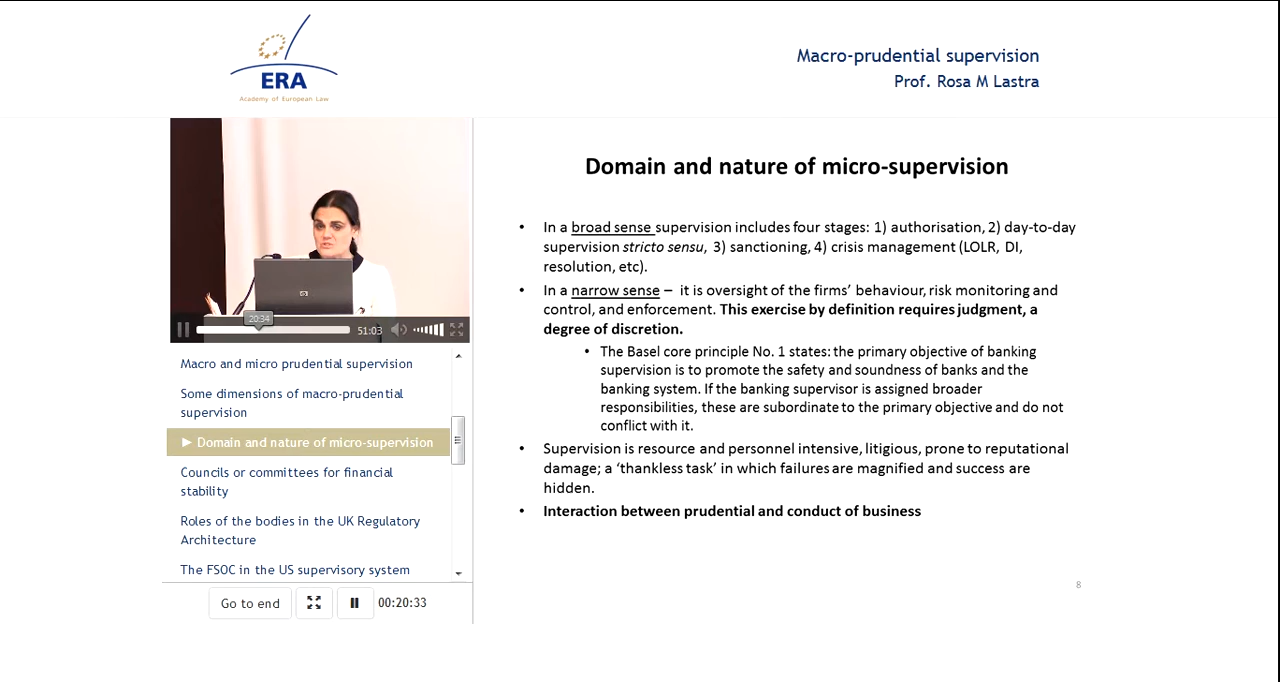 ERA
Academy of European Law
Macro-prudential supervision
Prof. Rosa M Lastra
20:34
51:03
Macro and micro prudential supervision
Some dimensions of macro-prudential
supervision
► Domain and nature of micro-supervision
Councils or committees for financial
stability
Roles of the bodies in the UK Regulatory
Architecture
The FSOC in the US supervisory system
Go to end
00:20:33
Domain and nature of micro-supervision
• In a broad sense supervision includes four stages: 1) authorisation, 2) day-to-day
supervision stricto sensu, 3) sanctioning, 4) crisis management (LOLR, DI,
resolution, etc).
• In a narrow sense – it is oversight of the firms’ behaviour, risk monitoring and
control, and enforcement. This exercise by definition requires judgment, a
degree of discretion.
• The Basel core principle No. 1 states: the primary objective of banking
supervision is to promote the safety and soundness of banks and the
banking system. If the banking supervisor is assigned broader
responsibilities, these are subordinate to the primary objective and do not
conflict with it.
• Supervision is resource and personnel intensive, litigious, prone to reputational
damage; a ‘thankless task’ in which failures are magnified and success are
hidden.
• Interaction between prudential and conduct of business
8